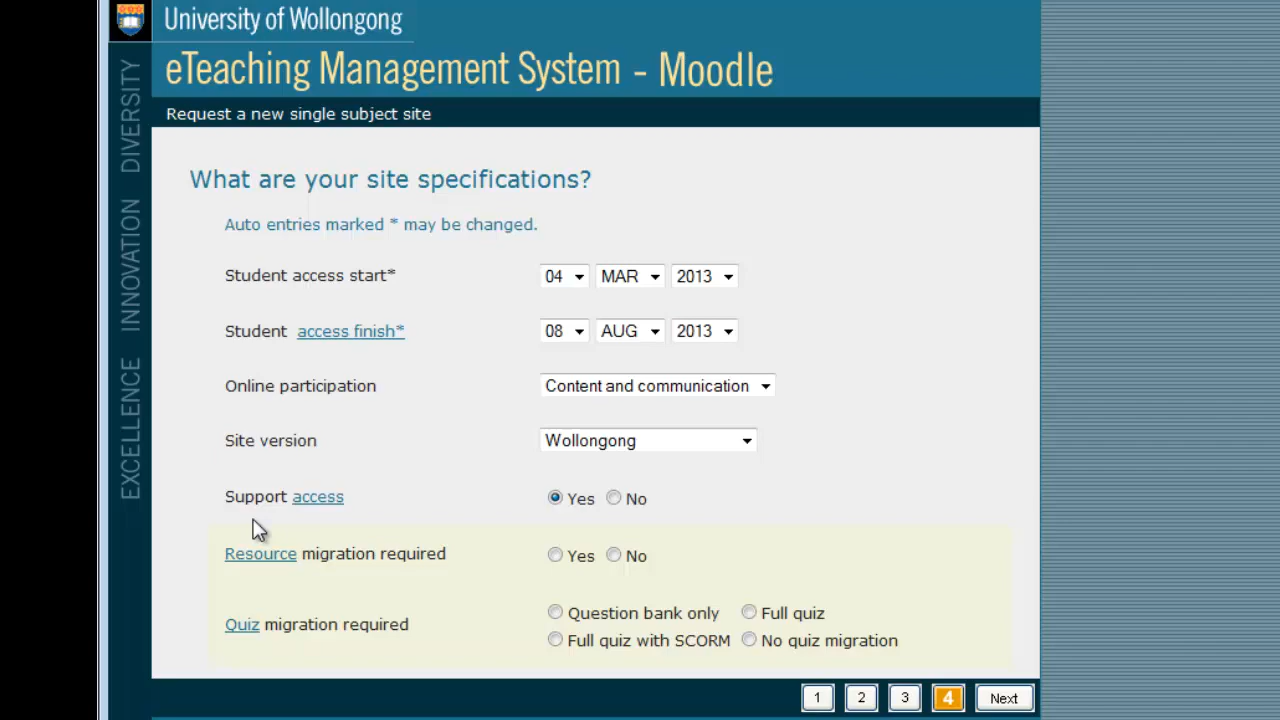 University of Wollongong
eTeaching Management System - Moodle
Request a new single subject site
EXCELLENCE INNOVATION DIVERSITY
What are your site specifications?
Auto entries marked * may be changed.
Student access start* 04 MAR 2013
Student access finish* 08 AUG 2013
Online participation Content and communication
Site version Wollongong
Support access Yes No
Resource migration required Yes No
Question bank only Full quiz
Quiz migration required
Full quiz with SCORM No quiz migration
1 2 3 4 Next